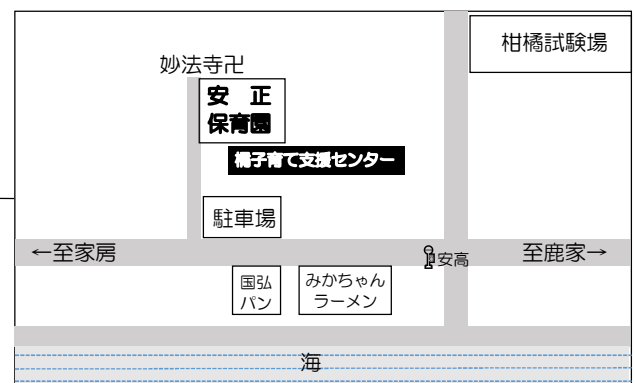 柑橘試験場
妙法寺卍
安 正
保育園
橘子育て支援センター
駐車場
←至家房
安高
至鹿家→
国弘
パン
みかちゃん
ラーメン
海